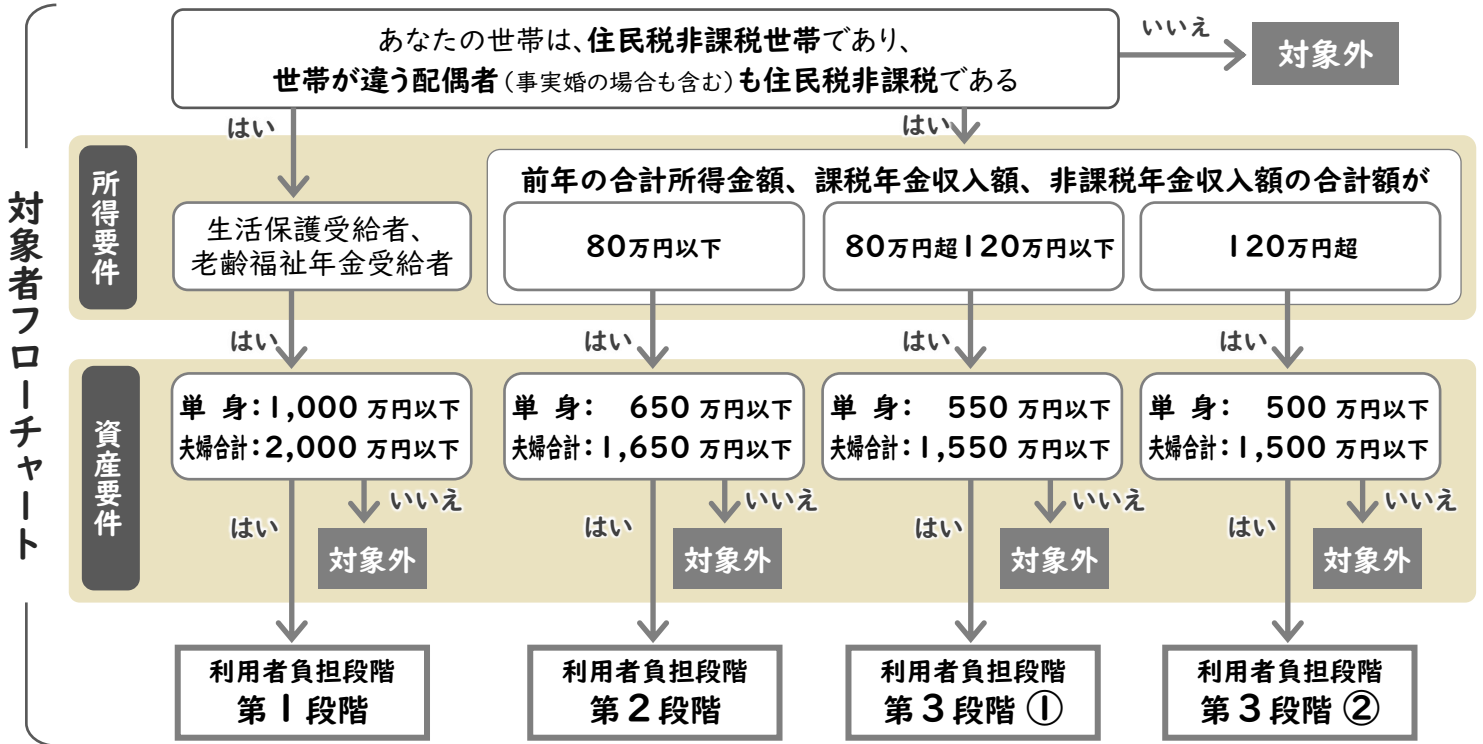 対象者フローチャート
あなたの世帯は、住民税非課税世帯であり、
世帯が違う配偶者（事実婚の場合も含む）も住民税非課税である
いいえ
対象外
はい
はい
所得要件
生活保護受給者、
老齢福祉年金受給者
前年の合計所得金額、課税年金収入額、非課税年金収入額の合計額が
80万円以下
80万円超120万円以下
120万円超
はい
はい
はい
はい
資産要件
単 身：1,000 万円以下
夫婦合計：2,000 万円以下
単 身： 650 万円以下
夫婦合計：1,650 万円以下
単 身： 550 万円以下
夫婦合計：1,550 万円以下
単 身： 500 万円以下
夫婦合計：1,500 万円以下
はい
いいえ
対象外
はい
いいえ
対象外
はい
いいえ
対象外
はい
いいえ
対象外
利用者負担段階
第1段階
利用者負担段階
第2段階
利用者負担段階
第3段階 ①
利用者負担段階
第3段階 ②